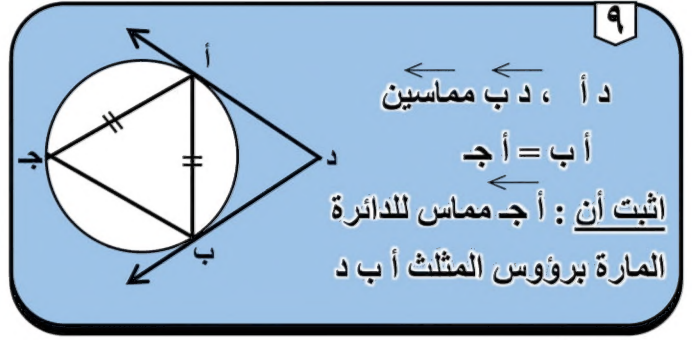 ٩
د أ ، د ب مماسين
أ ب = أ جـ
اثبت أن : أ جـ مماس للدائرة
المارة برؤوس المثلث أ ب د
أ
جـ
د
ب